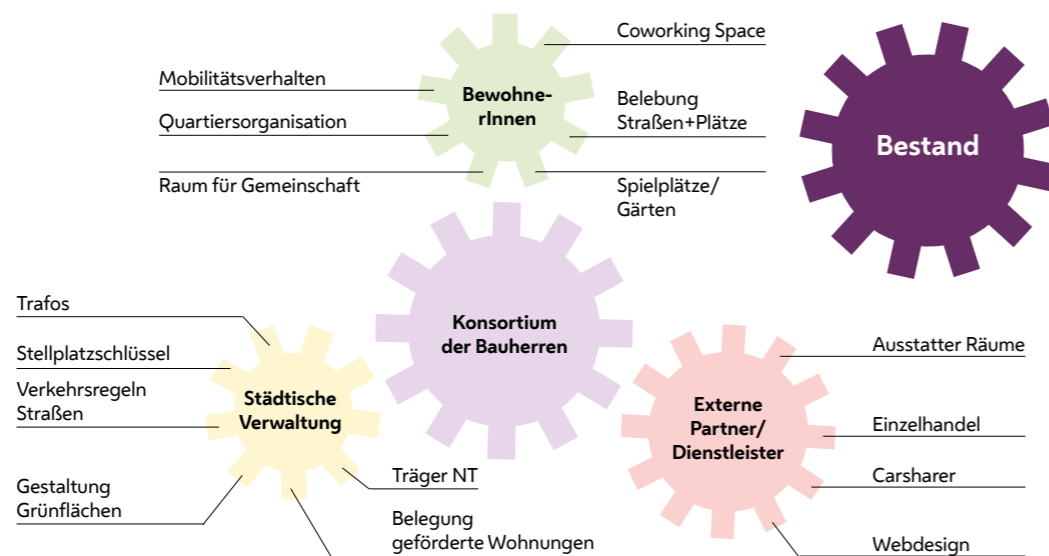 Coworking Space
Mobilitätsverhalten
Bewohne-
rInnen
Belebung
Straßen+Plätze
Quartiersorganisation
Raum für Gemeinschaft
Spielplätze/
Gärten
Bestand
Konsortium
der Bauherren
Trafos
Stellplatzschlüssel
Verkehrsregeln
Straßen
Städtische
Verwaltung
Gestaltung
Grünflächen
Träger NT
Belegung
geförderte Wohnungen
Externe
Partner/
Dienstleister
Ausstatter Räume
Einzelhandel
Carsharer
Webdesign